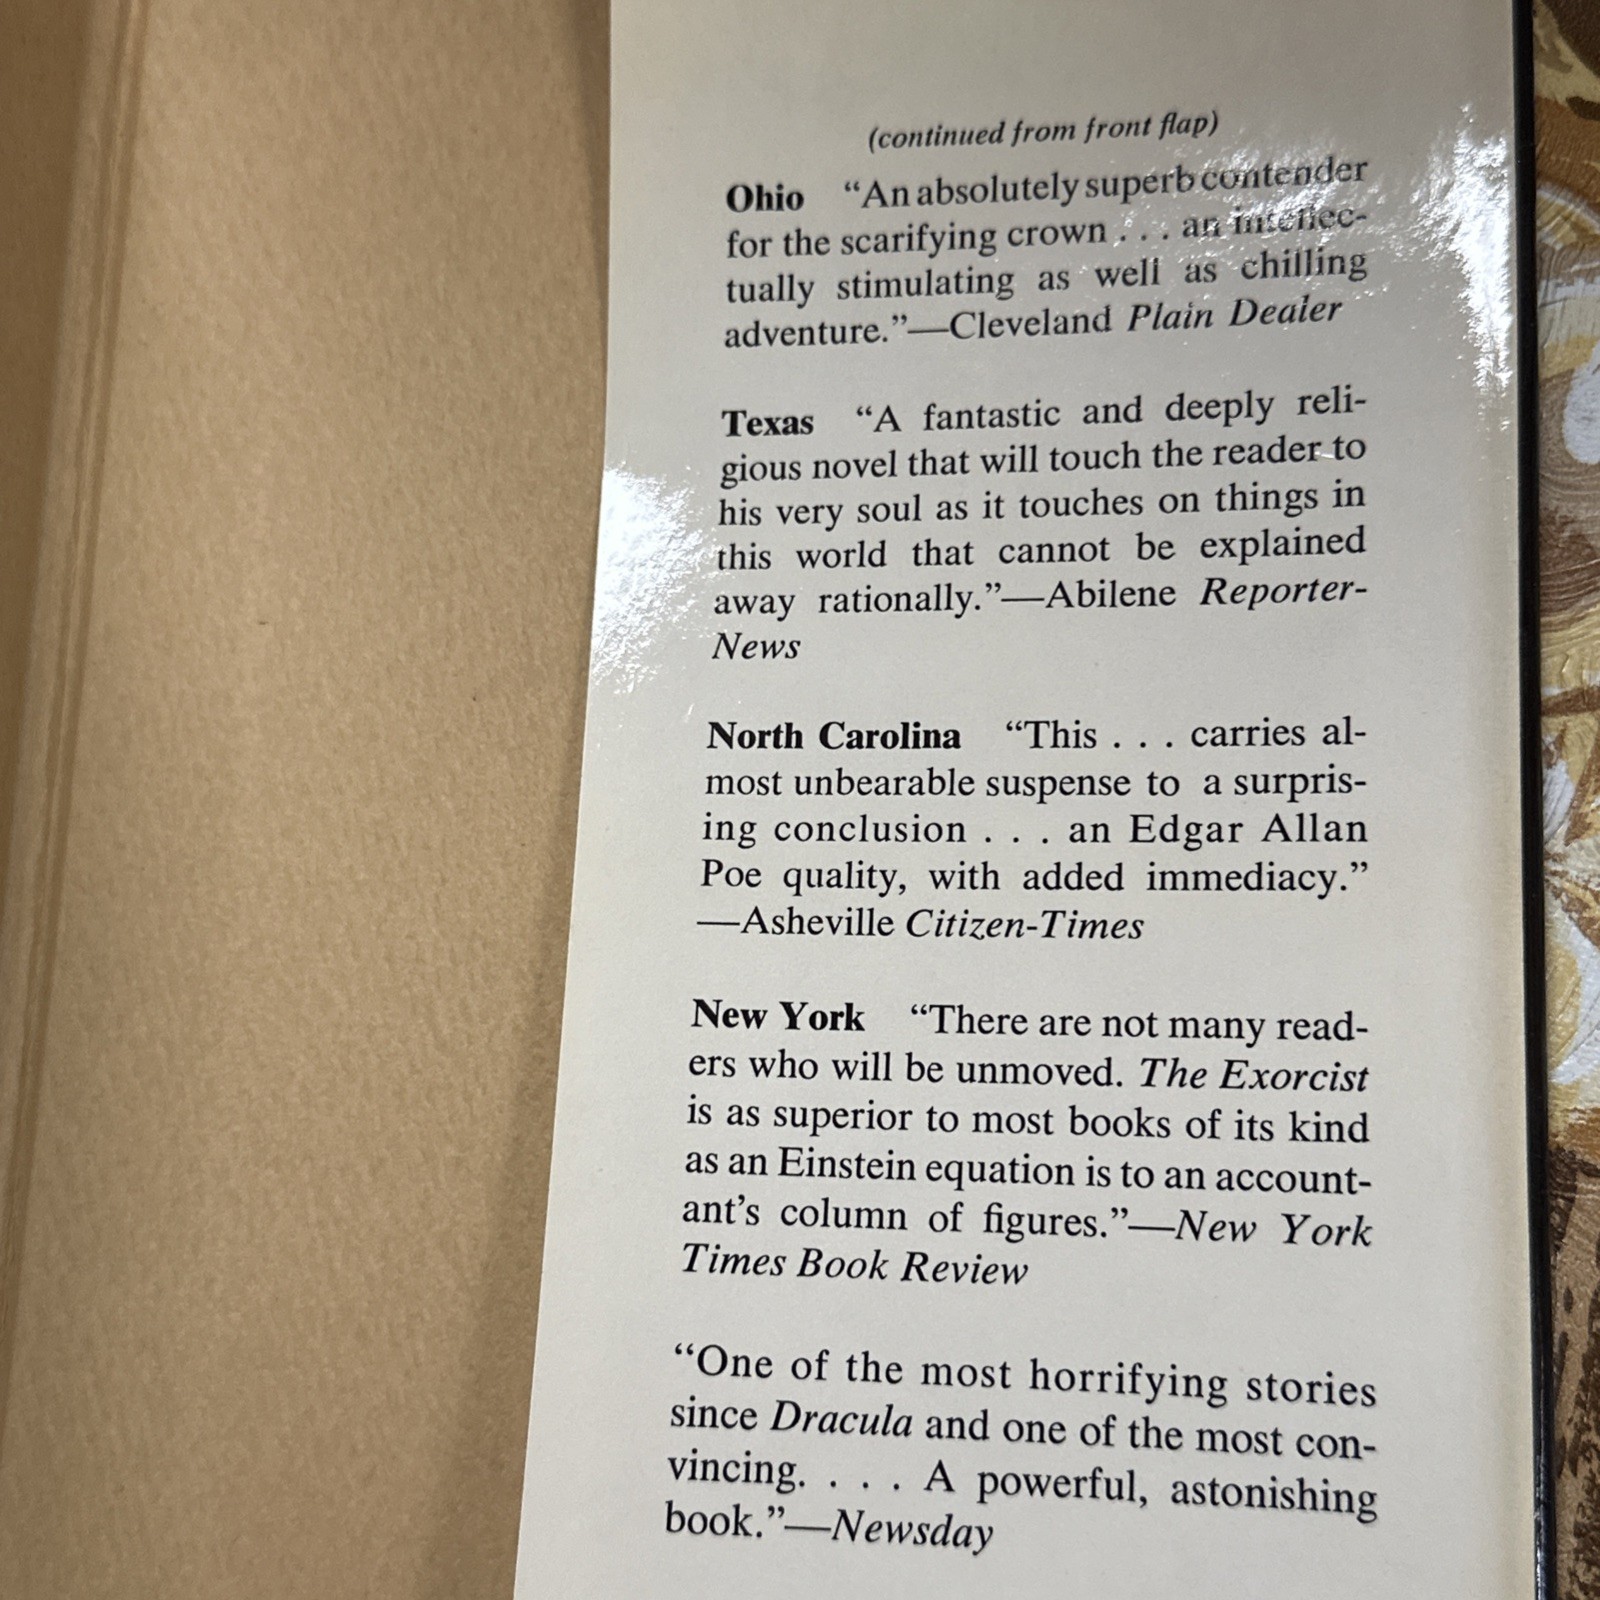 (continued from front flap)
Ohio “An absolutely superb contender
for the scarifying crown . . . an intellec-
tually stimulating as well as chilling
adventure.”—Cleveland Plain Dealer
Texas “A fantastic and deeply reli-
gious novel that will touch the reader to
his very soul as it touches on things in
this world that cannot be explained
away rationally.”—Abilene Reporter-
News
North Carolina “This . . . carries al-
most unbearable suspense to a surpris-
ing conclusion . . . an Edgar Allan
Poe quality, with added immediacy.”
—Asheville Citizen-Times
New York “There are not many read-
ers who will be unmoved. The Exorcist
is as superior to most books of its kind
as an Einstein equation is to an account-
ant’s column of figures.”—New York
Times Book Review
“One of the most horrifying stories
since Dracula and one of the most con-
vincing. . . . A powerful, astonishing
book.”—Newsday